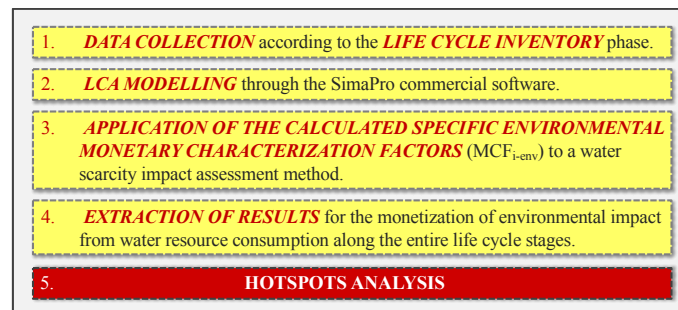 1. DATA COLLECTION according to the LIFE CYCLE INVENTORY phase.
2. LCA MODELLING through the SimaPro commercial software.
3. APPLICATION OF THE CALCULATED SPECIFIC ENVIRONMENTAL
MONETARY CHARACTERIZATION FACTORS (MCFi-env) to a water
scarcity impact assessment method.
4. EXTRACTION OF RESULTS for the monetization of environmental impact
from water resource consumption along the entire life cycle stages.
5. HOTSPOTS ANALYSIS